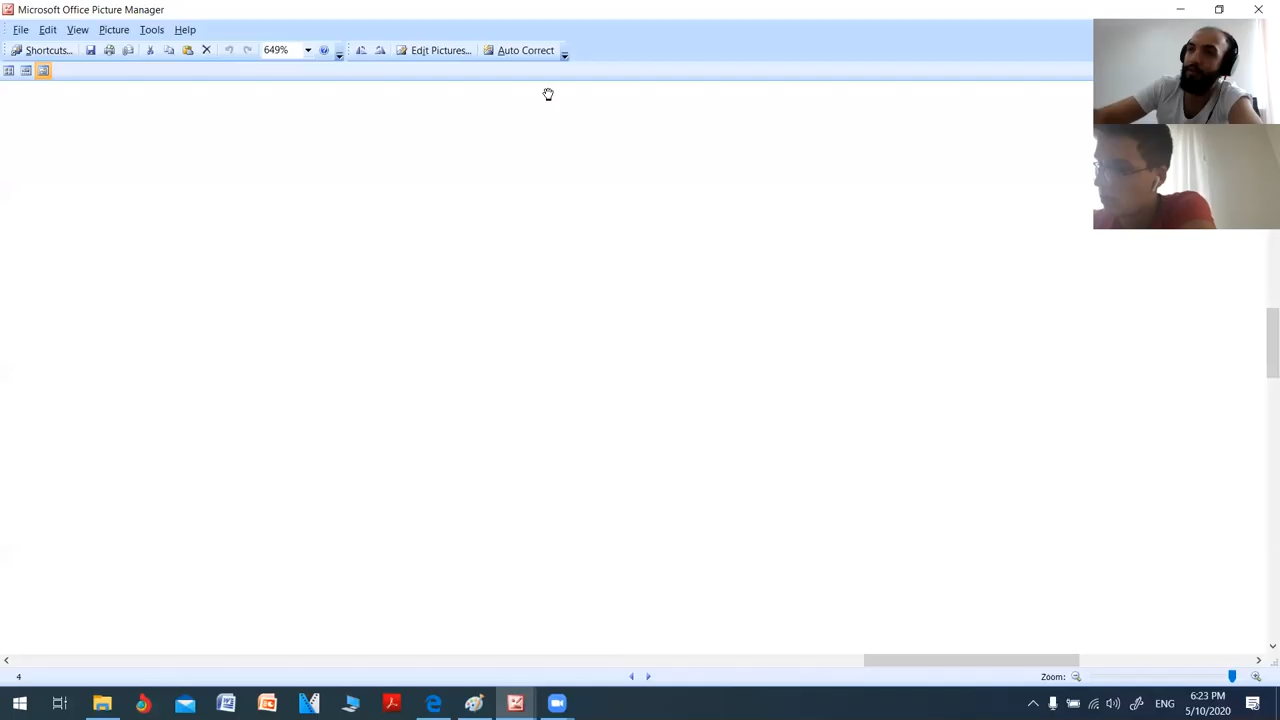 Microsoft Office Picture Manager
File Edit View Picture Tools Help
Shortcuts... 649% Edit Pictures... Auto Correct
4 Zoom:
ENG 6:23 PM
5/10/2020